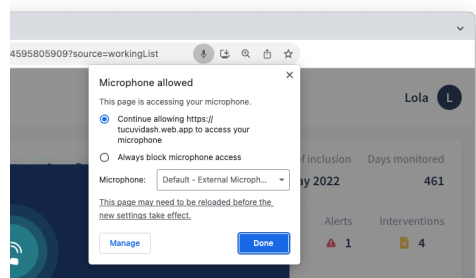 4595805909?source=workingList
Microphone allowed
This page is accessing your microphone.
Continue allowing https://
tucuvidash.web.app to access your
microphone
Always block microphone access
Microphone: Default - External Microph...
This page may need to be reloaded before the
new settings take effect.
Manage Done
Lola L
of inclusion Days monitored
ay 2022 461
Alerts Interventions
1 4